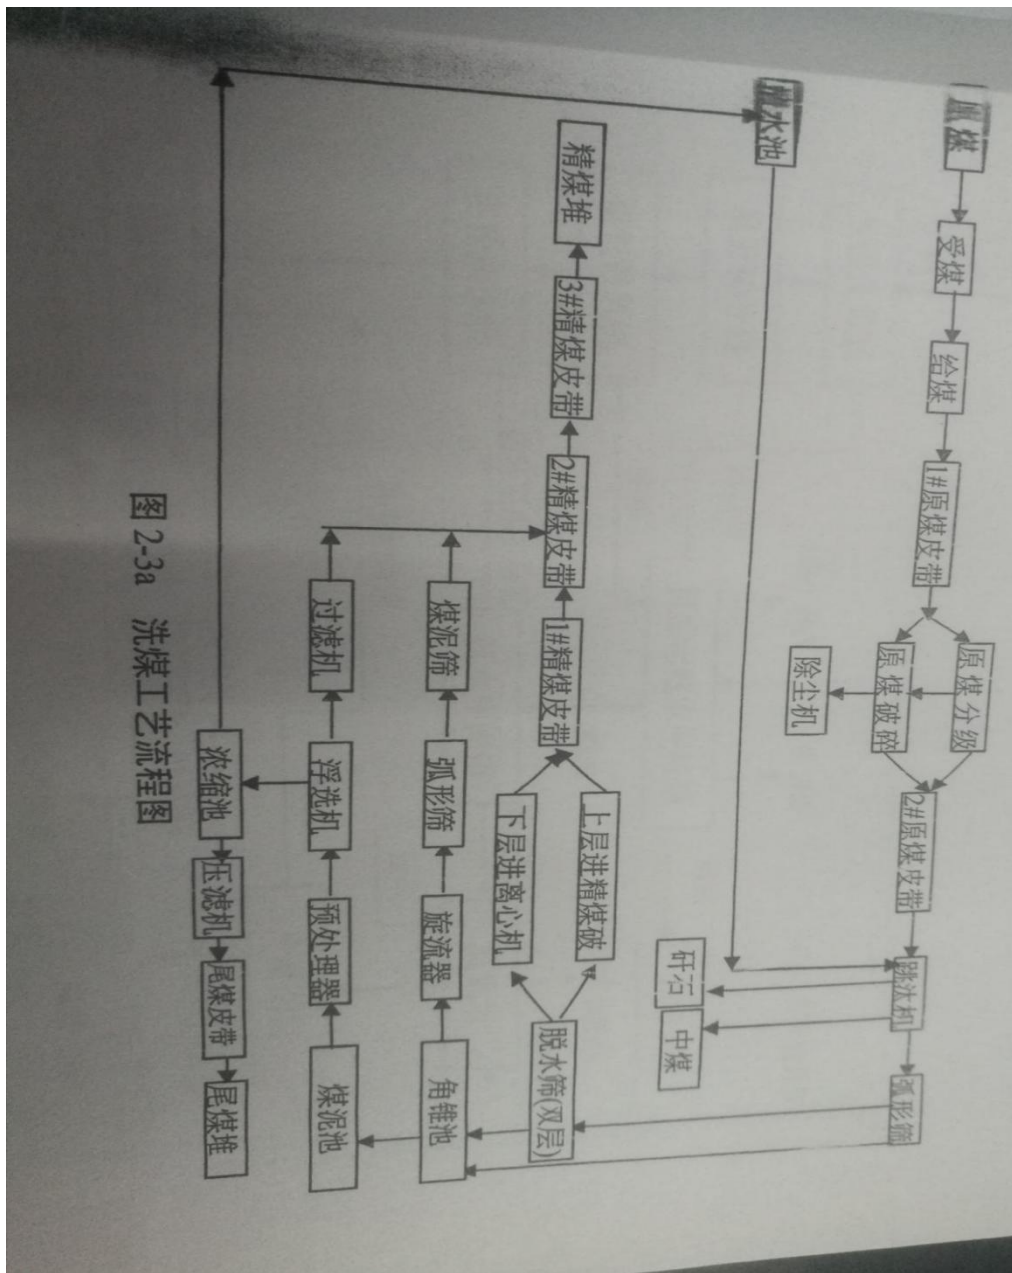 原煤
受煤
给煤
1#原煤皮带
原煤分级
原煤破碎
2#原煤皮带
跳汰机
弧形筛
除尘机
清水池
矸石
中煤
精煤堆
3#精煤皮带
2#精煤皮带
1#精煤皮带
上层进精煤破
下层进离心机
脱水筛(双层)
煤泥筛
弧形筛
旋流器
角锥池
过滤机
浮选机
预处理器
煤泥池
浓缩池
压滤机
尾煤皮带
尾煤堆
图 2-3a 洗煤工艺流程图